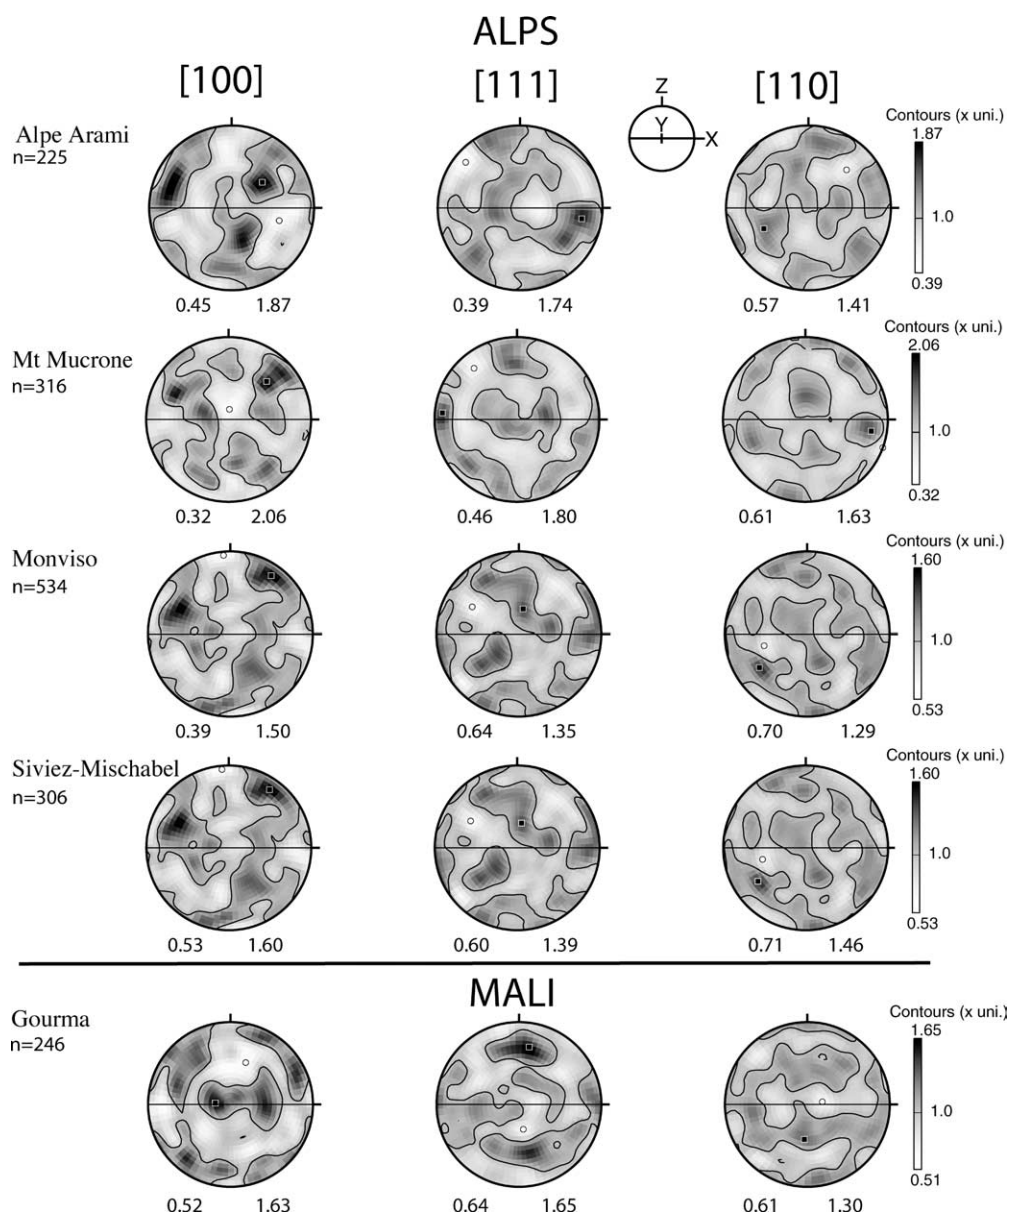 ALPS
[100] [111] [110]
Z
Y
X
Alpe Arami
n=225
Contours (x uni.)
1.87
1.0
0.39
0.45 1.87 0.39 1.74 0.57 1.41
Mt Mucrone
n=316
Contours (x uni.)
2.06
1.0
0.32
0.32 2.06 0.46 1.80 0.61 1.63
Monviso
n=534
Contours (x uni.)
1.60
1.0
0.53
0.39 1.50 0.64 1.35 0.70 1.29
Siviez-Mischabel
n=306
Contours (x uni.)
1.60
1.0
0.53
0.53 1.60 0.60 1.39 0.71 1.46
MALI
Gourma
n=246
Contours (x uni.)
1.65
1.0
0.51
0.52 1.63 0.64 1.65 0.61 1.30